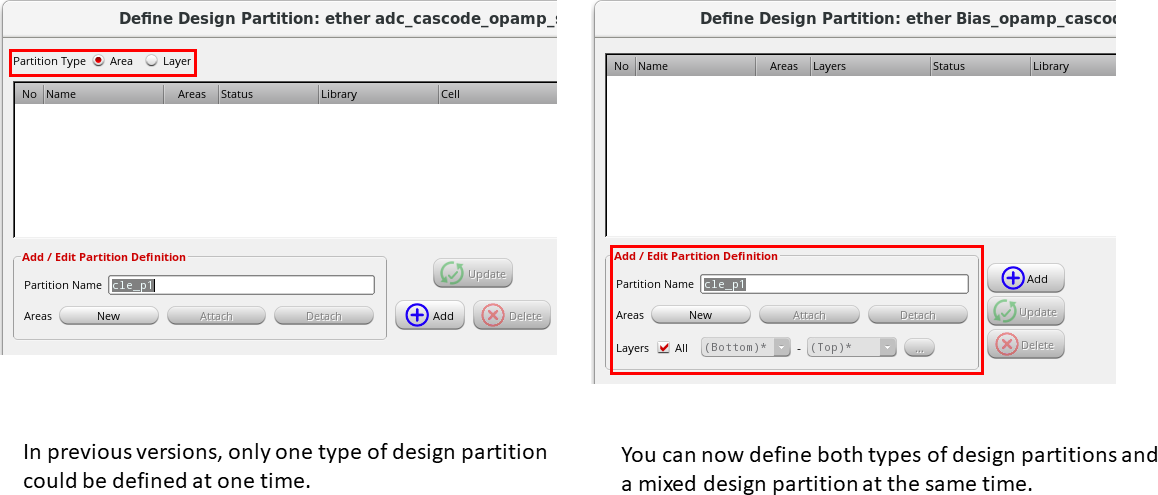 Define Design Partition: ether adc_cascode_opamp_
Partition Type Area Layer
No Name Areas Status Library Cell
Add / Edit Partition Definition
Partition Name cle_p1
Areas New Attach Detach
Update
Add Delete
In previous versions, only one type of design partition
could be defined at one time.
Define Design Partition: ether Bias_opamp_casco
No Name Areas Layers Status Library
Add / Edit Partition Definition
Partition Name cle_p1
Areas New Attach Detach
Layers All (Bottom)* - (Top)* ...
Add
Update
Delete
You can now define both types of design partitions and
a mixed design partition at the same time.